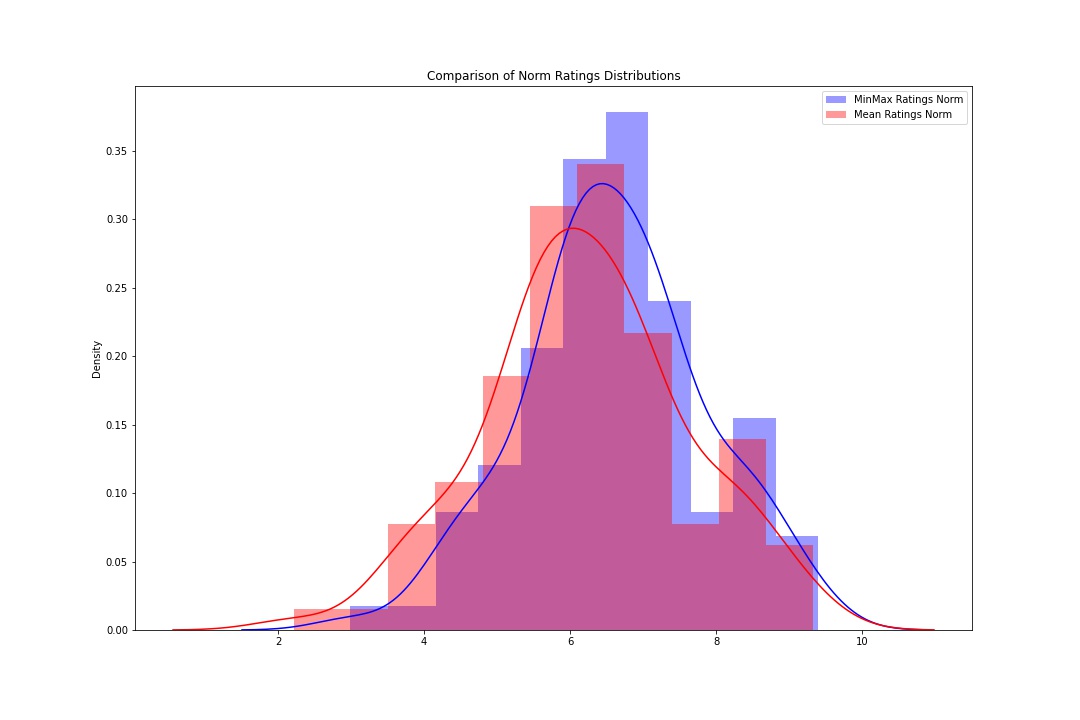 Comparison of Norm Ratings Distributions
MinMax Ratings Norm
Mean Ratings Norm
Density
0.35
0.30
0.25
0.20
0.15
0.10
0.05
0.00
2 4 6 8 10